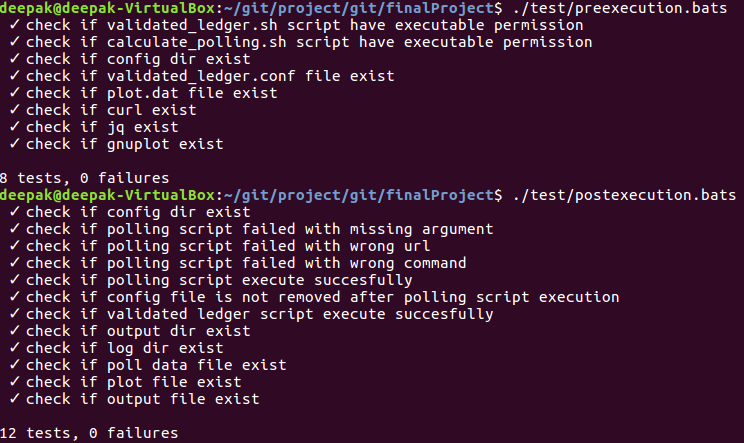 deepak@deepak-VirtualBox:~/git/project/git/finalProject$ ./test/preexecution.bats
✓ check if validated_ledger.sh script have executable permission
✓ check if calculate_polling.sh script have executable permission
✓ check if config dir exist
✓ check if validated_ledger.conf file exist
✓ check if plot.dat file exist
✓ check if curl exist
✓ check if jq exist
✓ check if gnuplot exist
8 tests, 0 failures
deepak@deepak-VirtualBox:~/git/project/git/finalProject$ ./test/postexecution.bats
✓ check if config dir exist
✓ check if polling script failed with missing argument
✓ check if polling script failed with wrong url
✓ check if polling script failed with wrong command
✓ check if polling script execute succesfully
✓ check if config file is not removed after polling script execution
✓ check if validated ledger script execute succesfully
✓ check if output dir exist
✓ check if log dir exist
✓ check if poll data file exist
✓ check if plot file exist
✓ check if output file exist
12 tests, 0 failures